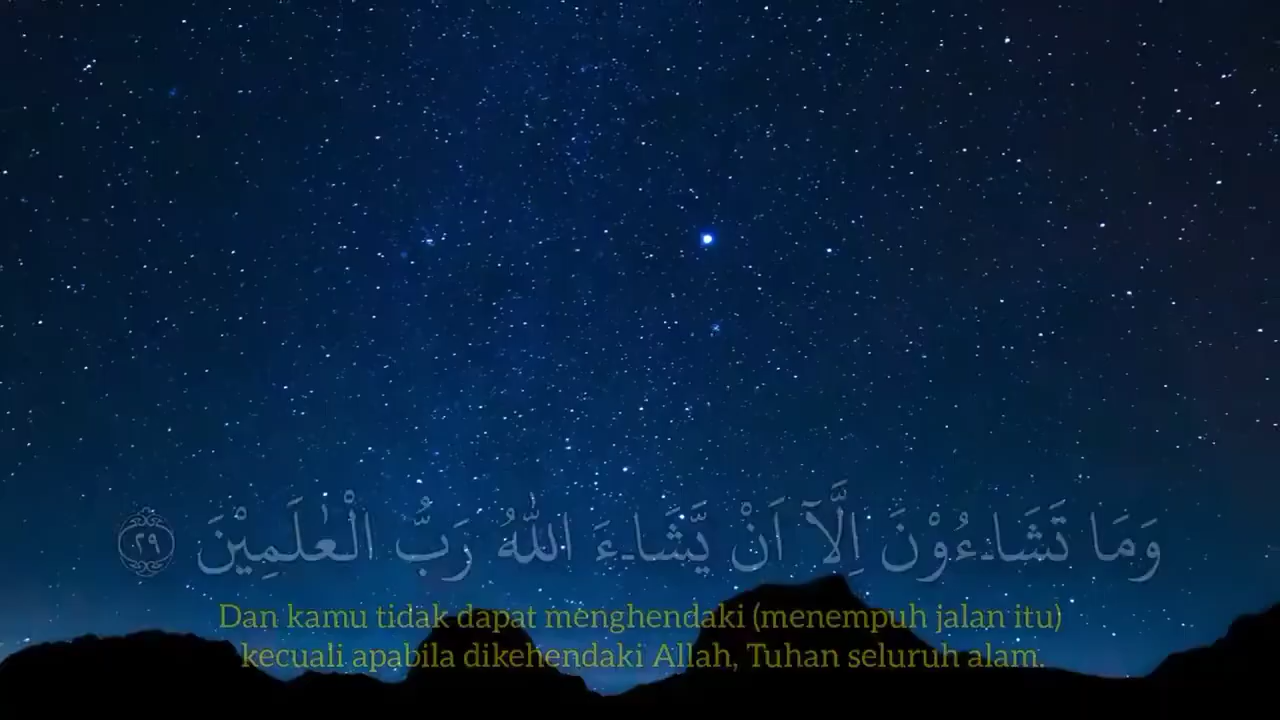 وَمَا تَشَاۤءُوْنَ اِلَّآ اَنْ يَّشَاۤءَ اللّٰهُ رَبُّ الْعٰلَمِيْنَ ٢٩
Dan kamu tidak dapat menghendaki (menempuh jalan itu)
kecuali apabila dikehendaki Allah, Tuhan seluruh alam.